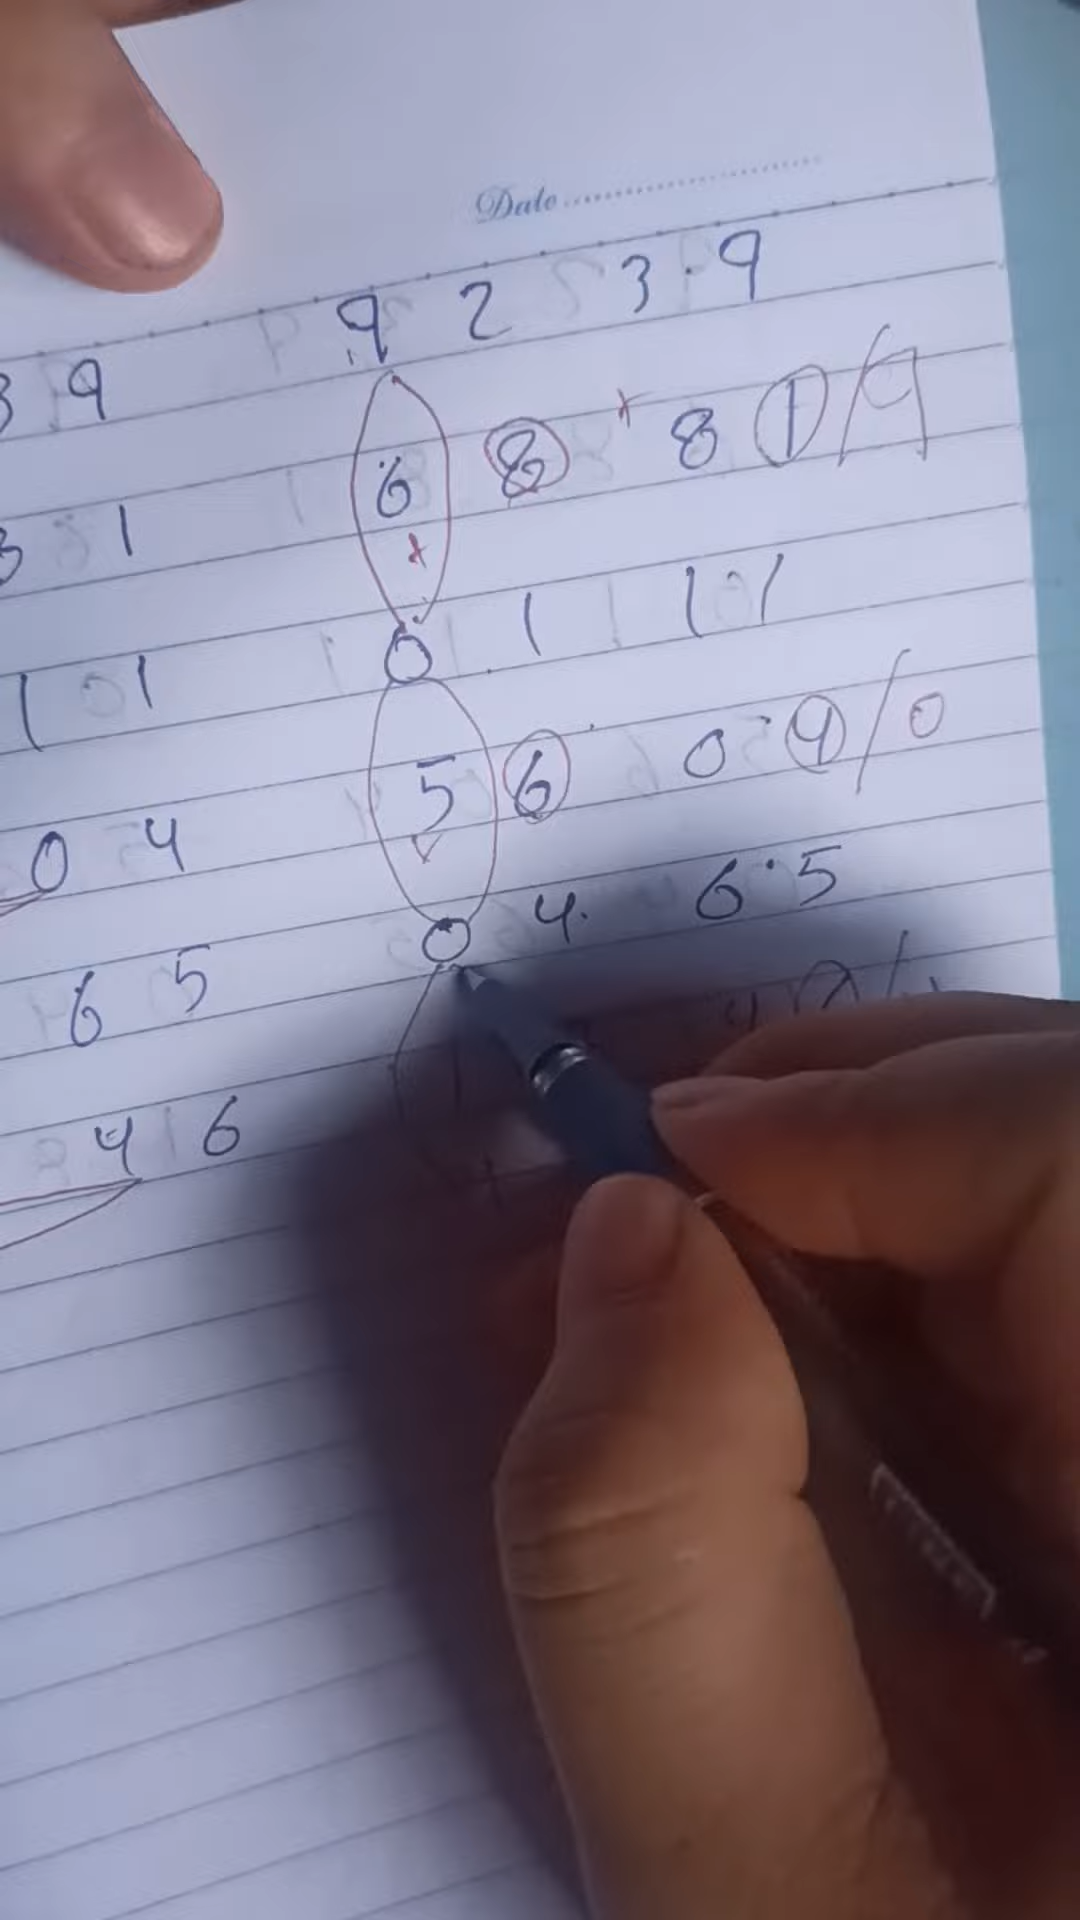 Date
3 9 9 2 3 9
3 1 6 8 + 8 1 / 9
+
1 1 0 1 1 1
0 4 5 6 0 4 / 0
6 5 0 4 6 5
4 6